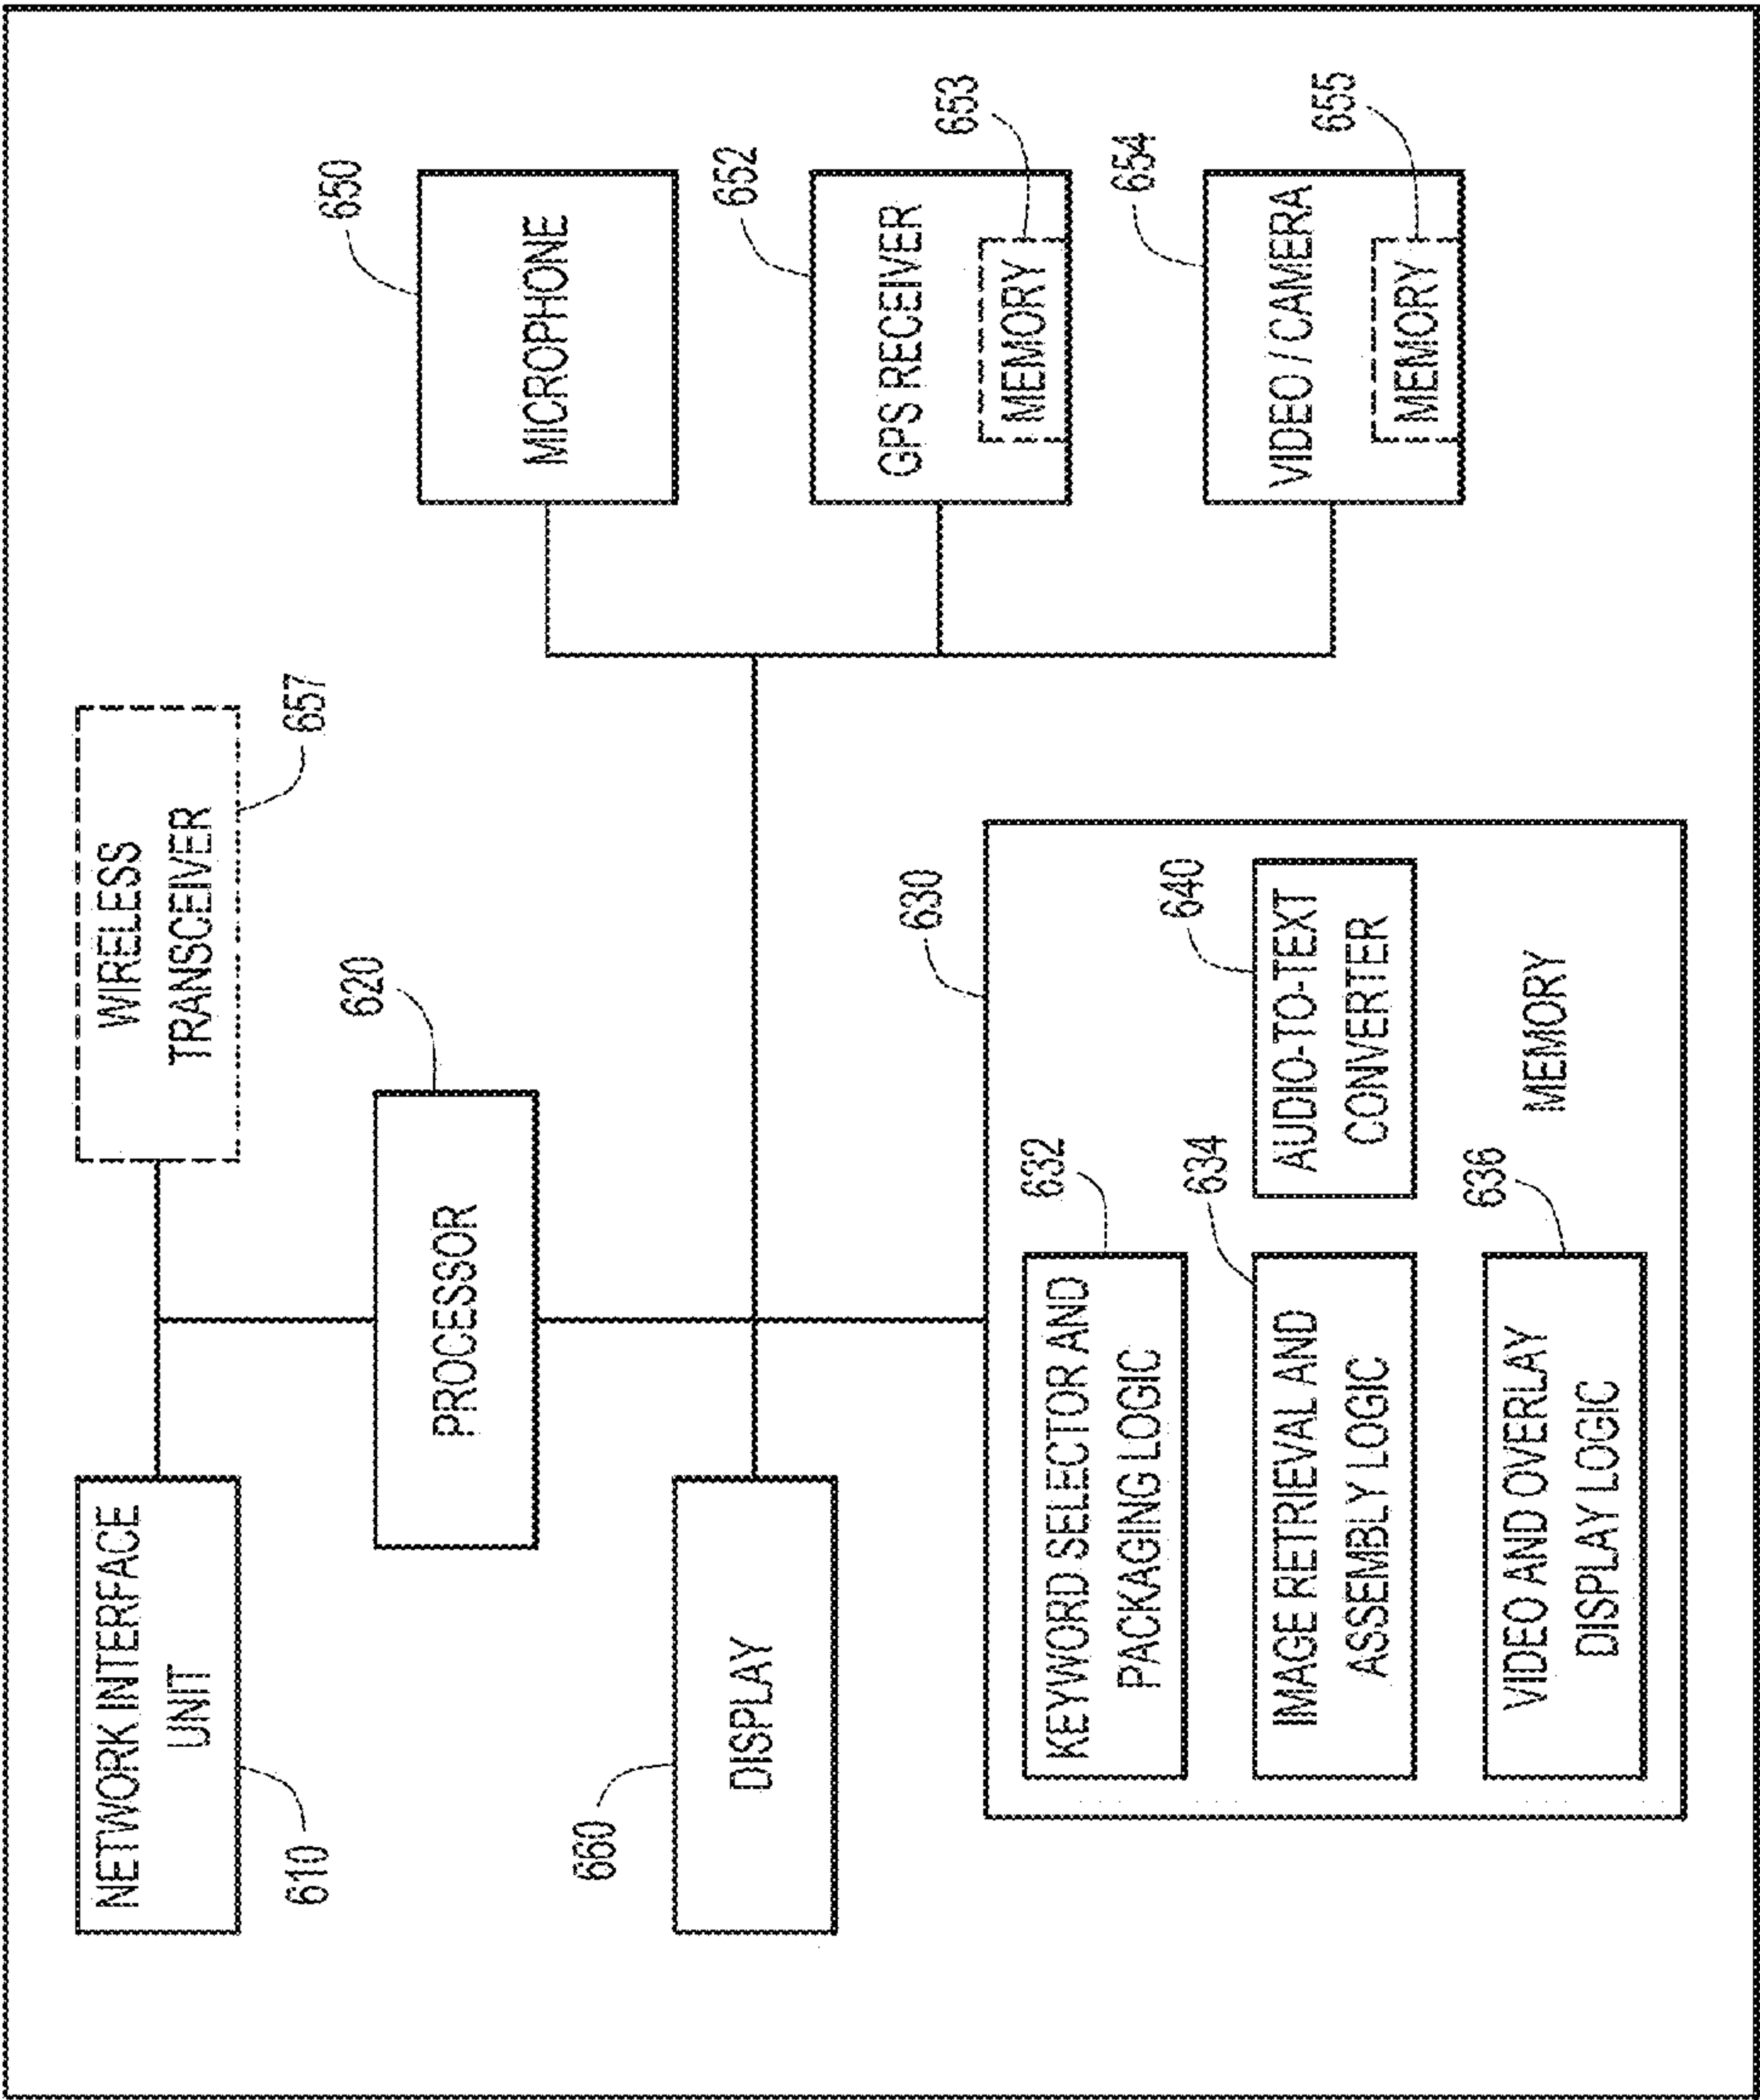 NETWORK INTERFACE
UNIT
610
WIRELESS
TRANSCEIVER
657
PROCESSOR
620
MICROPHONE
650
DISPLAY
660
GPS RECEIVER
652
MEMORY
653
VIDEO / CAMERA
654
MEMORY
655
630
KEYWORD SELECTOR AND
PACKAGING LOGIC
632
IMAGE RETRIEVAL AND
ASSEMBLY LOGIC
634
AUDIO-TO-TEXT
CONVERTER
640
VIDEO AND OVERLAY
DISPLAY LOGIC
636
MEMORY